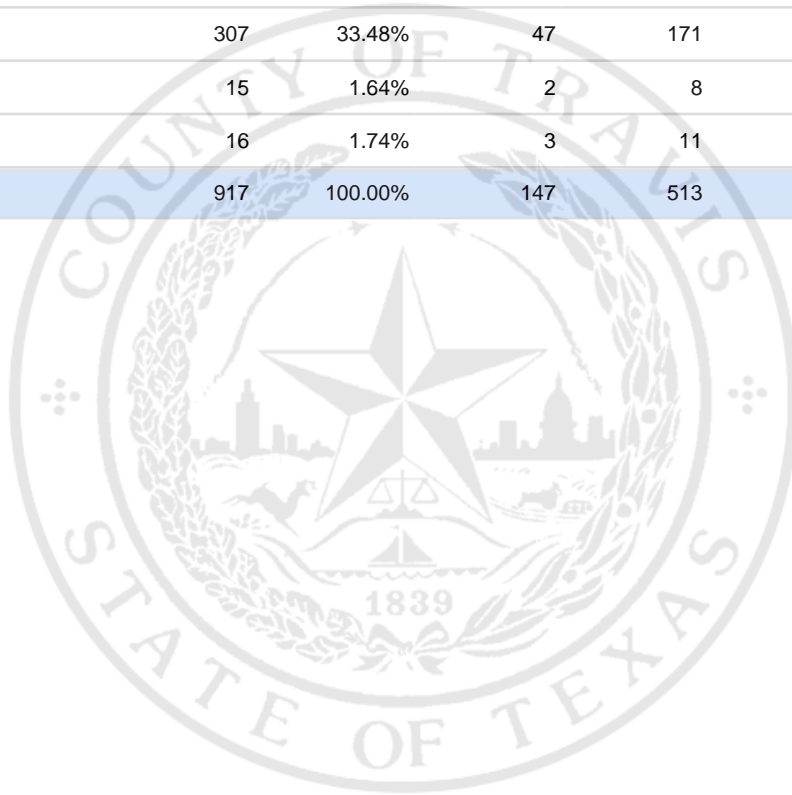 307 33.48% 47 171
15 1.64% 2 8
16 1.74% 3 11
917 100.00% 147 513
COUNTY OF TRAVIS
1839
STATE OF TEXAS